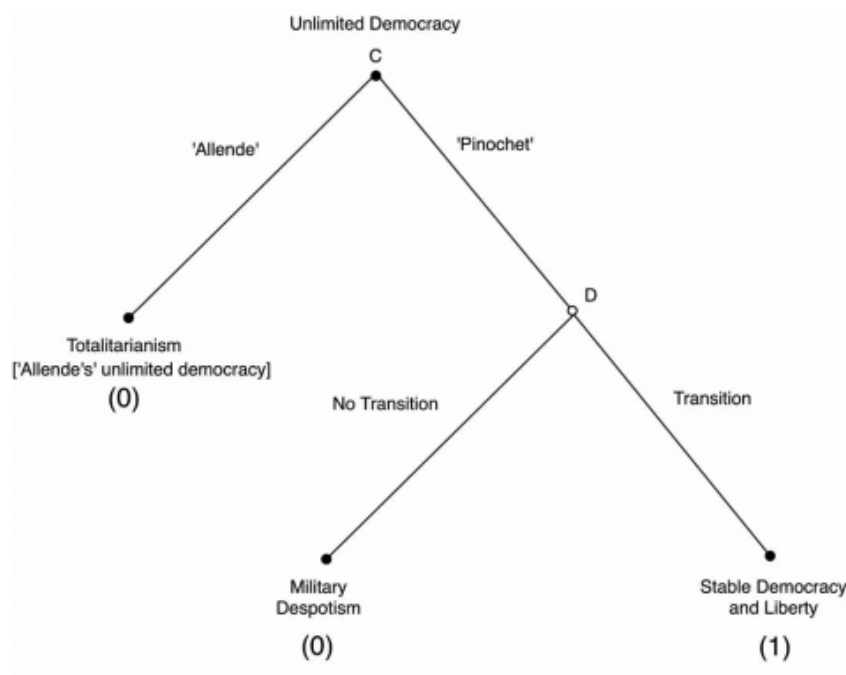 Unlimited Democracy
C
'Allende'
'Pinochet'
D
Totalitarianism
['Allende's' unlimited democracy]
(0)
No Transition
Transition
Military
Despotism
(0)
Stable Democracy
and Liberty
(1)